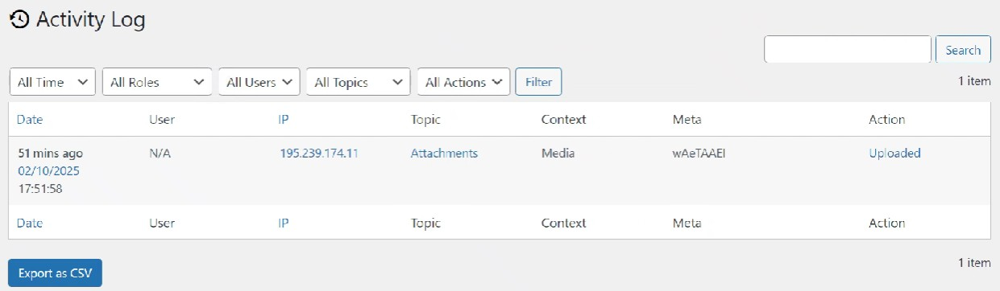 Activity Log
Search
All Time All Roles All Users All Topics All Actions Filter 1 item
Date User IP Topic Context Meta Action
51 mins ago N/A 195.239.174.11 Attachments Media wAeTAAEI Uploaded
02/10/2025
17:51:58
Date User IP Topic Context Meta Action
Export as CSV 1 item